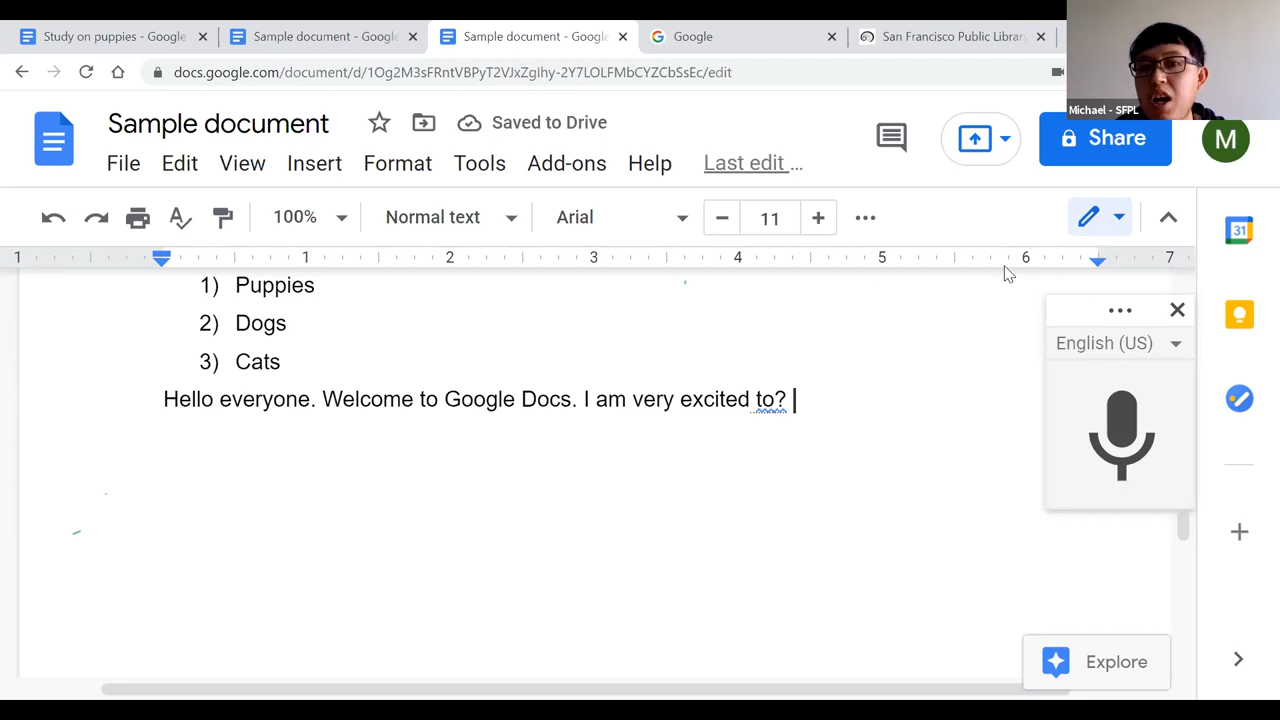 Study on puppies - Google
Sample document - Google
Sample document - Google
Google
San Francisco Public Library
docs.google.com/document/d/1Og2M3sFRntVBPyT2VJxZgIhy-2Y7LOLFMbCYZCbSsEc/edit
Michael - SFPL
Sample document
Saved to Drive
Share
M
File Edit View Insert Format Tools Add-ons Help Last edit ...
100% Normal text Arial 11
1 1 2 3 4 5 6 7
31
1) Puppies
2) Dogs
3) Cats
Hello everyone. Welcome to Google Docs. I am very excited to?
English (US)
Explore